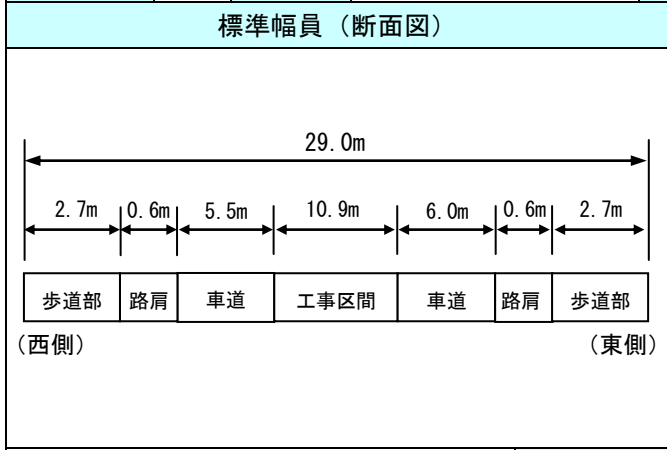 標準幅員（断面図）
29.0m
2.7m 0.6m 5.5m 10.9m 6.0m 0.6m 2.7m
歩道部 路肩 車道 工事区間 車道 路肩 歩道部
（西側） （東側）